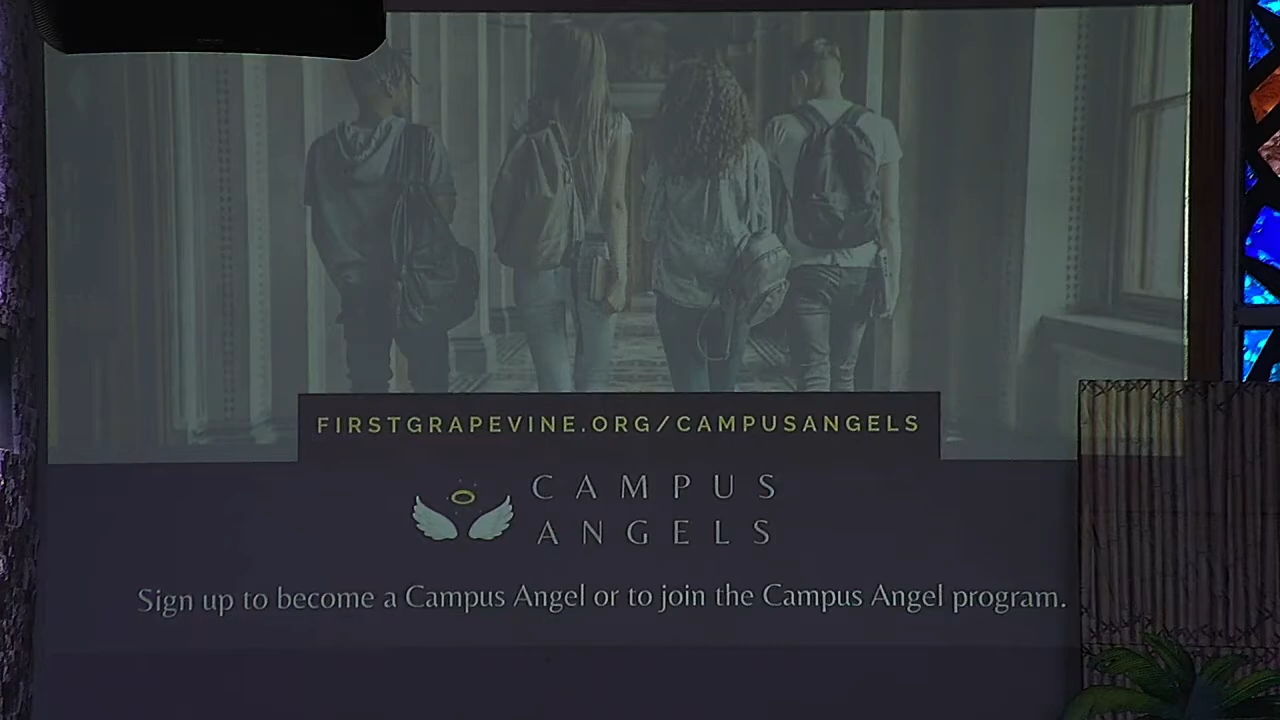 FIRSTGRAPEVINE.ORG/CAMPUSANGELS
CAMPUS
ANGELS
Sign up to become a Campus Angel or to join the Campus Angel program.